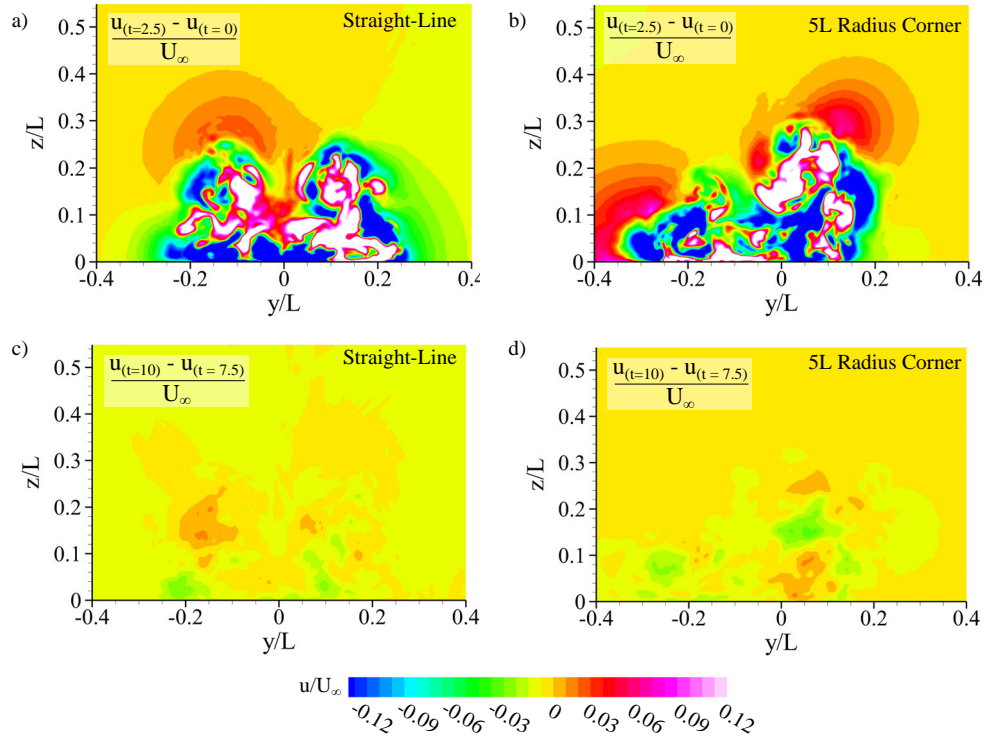 a)
u(t=2.5) - u(t = 0)
U∞
Straight-Line
z/L
0.5
0.4
0.3
0.2
0.1
0
-0.4
-0.2
0
0.2
0.4
y/L
b)
u(t=2.5) - u(t = 0)
U∞
5L Radius Corner
z/L
0.5
0.4
0.3
0.2
0.1
0
-0.4
-0.2
0
0.2
0.4
y/L
c)
u(t=10) - u(t = 7.5)
U∞
Straight-Line
z/L
0.5
0.4
0.3
0.2
0.1
0
-0.4
-0.2
0
0.2
0.4
y/L
d)
u(t=10) - u(t = 7.5)
U∞
5L Radius Corner
z/L
0.5
0.4
0.3
0.2
0.1
0
-0.4
-0.2
0
0.2
0.4
y/L
u/U∞
-0.12
-0.09
-0.06
-0.03
0
0.03
0.06
0.09
0.12